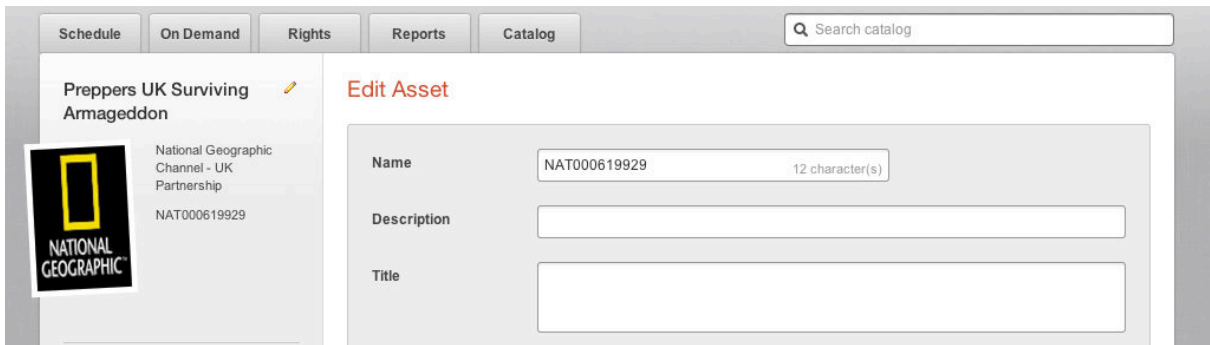 Schedule
On Demand
Rights
Reports
Catalog
Search catalog
Preppers UK Surviving
Armageddon
National Geographic
Channel - UK
Partnership
NAT000619929
NATIONAL
GEOGRAPHIC™
Edit Asset
Name
NAT000619929
12 character(s)
Description
Title